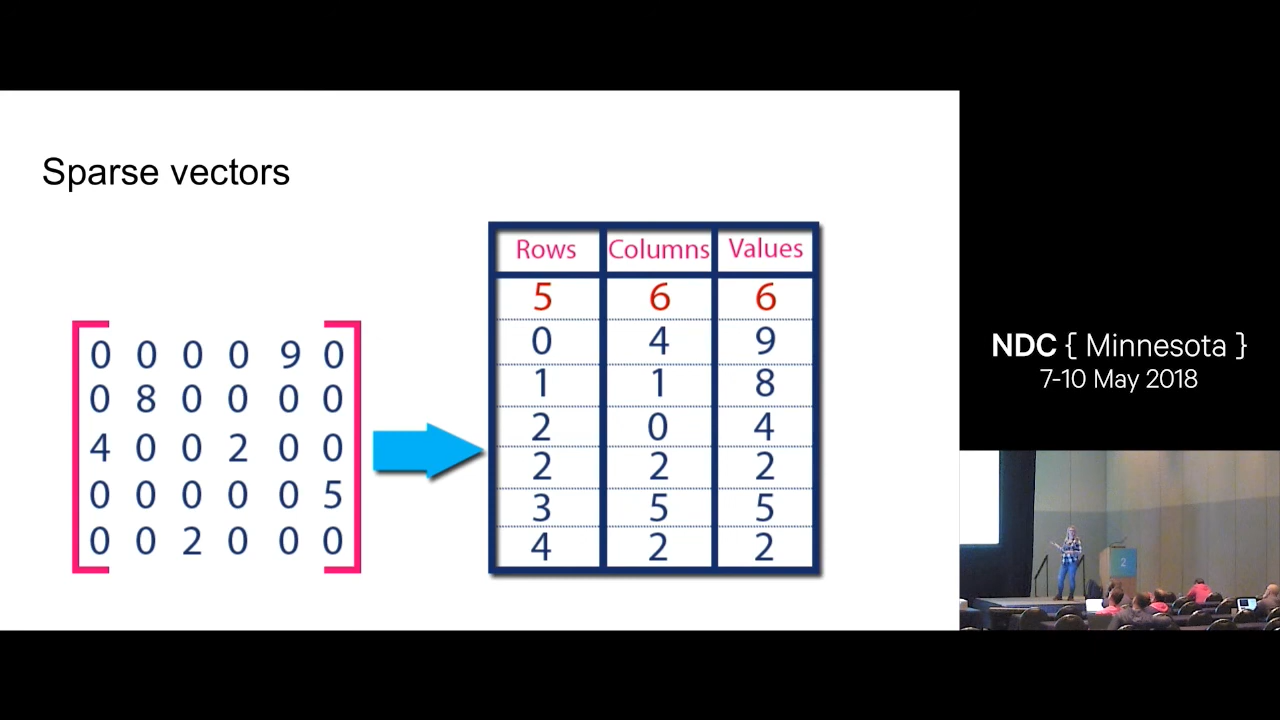 Sparse vectors
0 0 0 0 9 0
0 8 0 0 0 0
4 0 0 2 0 0
0 0 0 0 0 5
0 0 2 0 0 0
Rows Columns Values
5 6 6
0 4 9
1 1 8
2 0 4
2 2 2
3 5 5
4 2 2
NDC { Minnesota }
7-10 May 2018
2